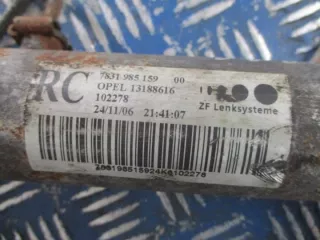 RC
7831 985 159 00
OPEL 13188616
102278
24/11/06 21:41:07
ZF Lenksysteme